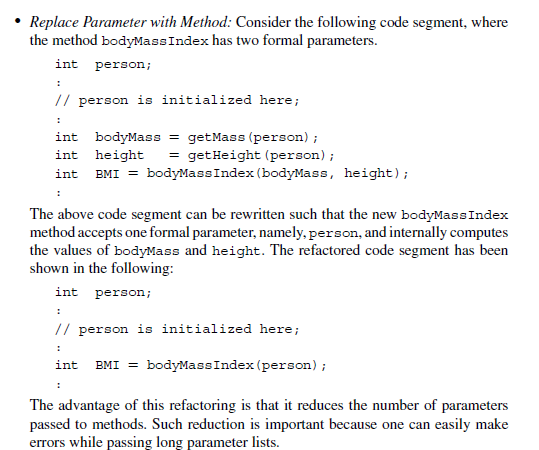 • Replace Parameter with Method: Consider the following code segment, where
the method bodyMassIndex has two formal parameters.
int person;
:
// person is initialized here;
:
int bodyMass = getMass(person);
int height = getHeight(person);
int BMI = bodyMassIndex(bodyMass, height);
:
The above code segment can be rewritten such that the new bodyMassIndex
method accepts one formal parameter, namely, person, and internally computes
the values of bodyMass and height. The refactored code segment has been
shown in the following:
int person;
:
// person is initialized here;
:
int BMI = bodyMassIndex(person);
:
The advantage of this refactoring is that it reduces the number of parameters
passed to methods. Such reduction is important because one can easily make
errors while passing long parameter lists.